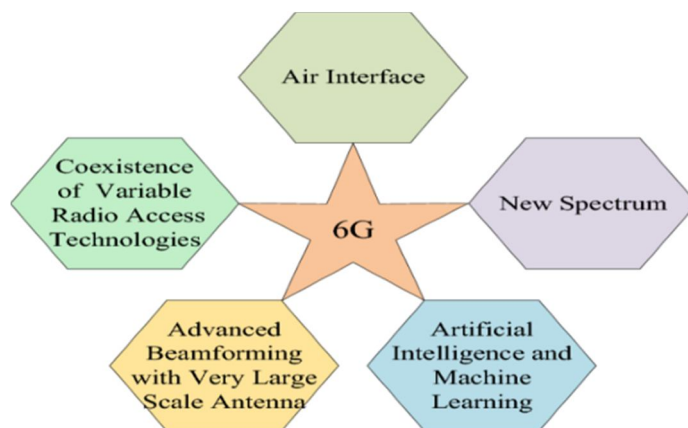 Air Interface
Coexistence
of Variable
Radio Access
Technologies
6G
New Spectrum
Advanced
Beamforming
with Very Large
Scale Antenna
Artificial
Intelligence and
Machine
Learning